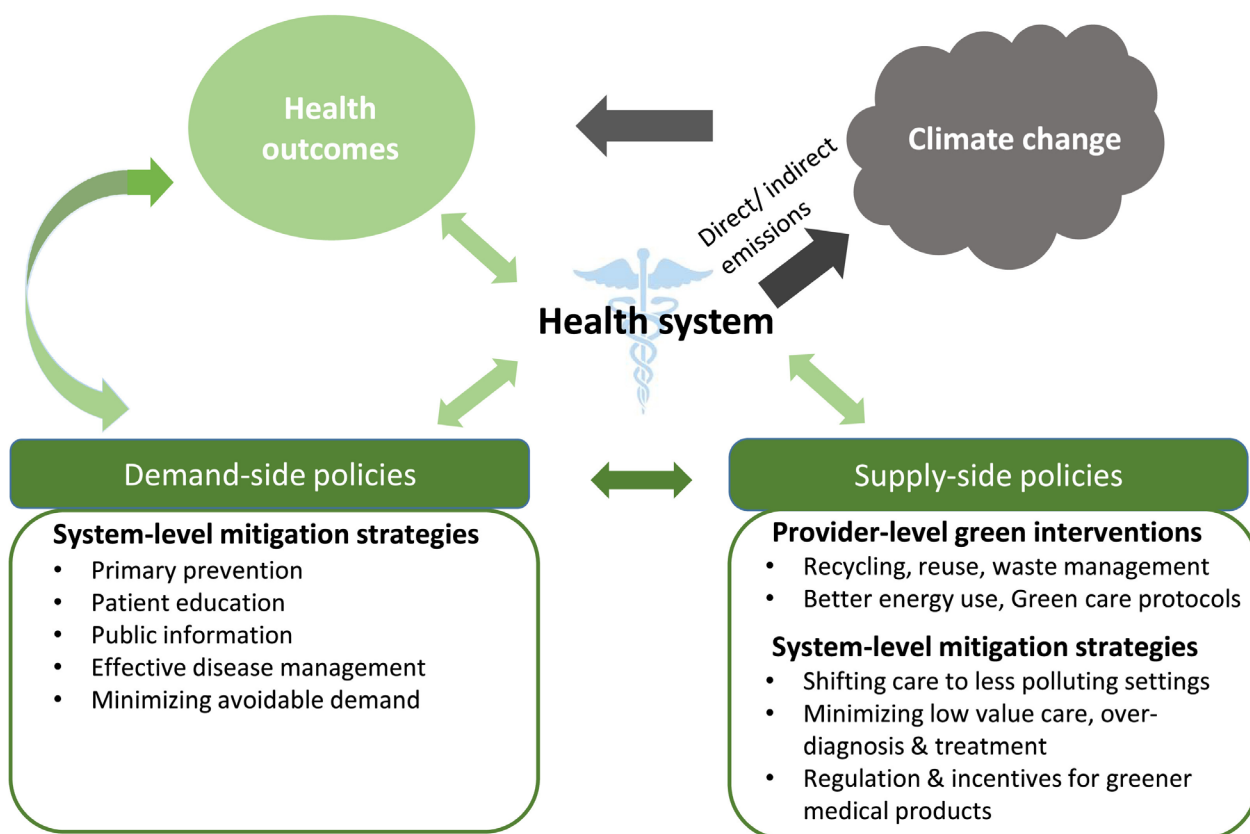 Health
outcomes
Climate change
Direct/ indirect
emissions
Health system
Demand-side policies
System-level mitigation strategies
• Primary prevention
• Patient education
• Public information
• Effective disease management
• Minimizing avoidable demand
Supply-side policies
Provider-level green interventions
• Recycling, reuse, waste management
• Better energy use, Green care protocols
System-level mitigation strategies
• Shifting care to less polluting settings
• Minimizing low value care, over-
diagnosis & treatment
• Regulation & incentives for greener
medical products